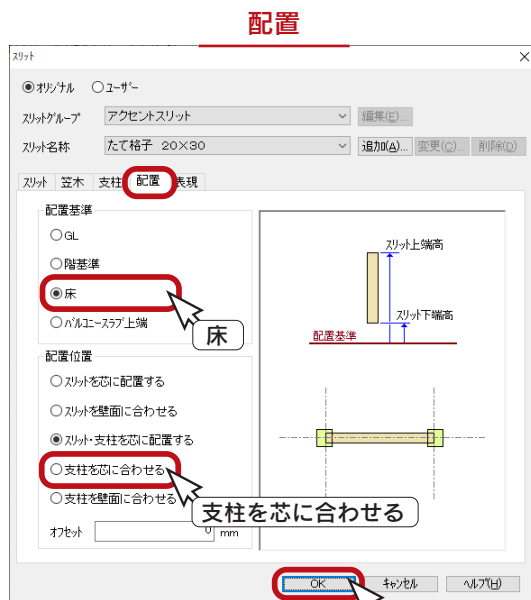 配置
スリット
オリジナル ユーザー
スリットグループ アクセントスリット 編集(E)...
スリット名称 たて格子 20×30 追加(A)... 変更(C)... 削除(D)
スリット 笠木 支柱 配置 表現
配置基準
GL
階基準
床
バルコニースラブ上端
床
スリット上端高
スリット下端高
配置基準
配置位置
スリットを芯に配置する
スリットを壁面に合わせる
スリット・支柱を芯に配置する
支柱を芯に合わせる
支柱を壁面に合わせる
支柱を芯に合わせる
オフセット 0 mm
OK キャンセル ヘルプ(H)